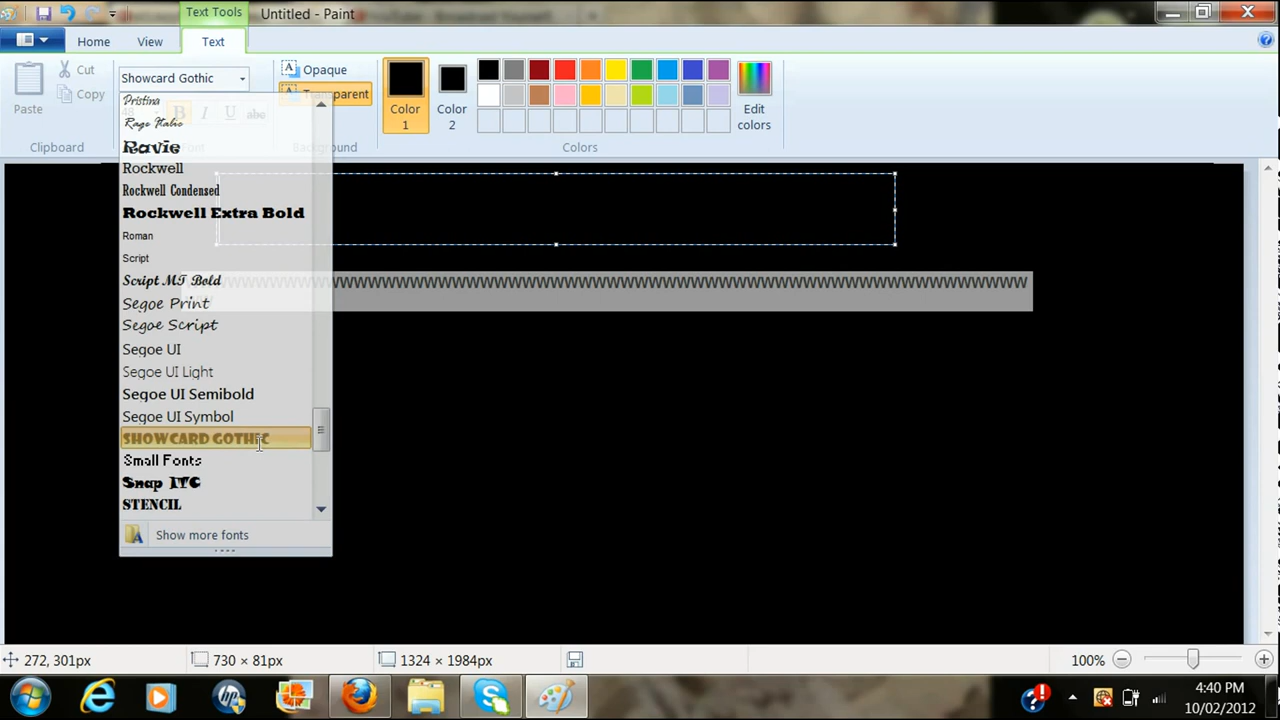 Text Tools
Untitled - Paint
Home
View
Text
Paste
Cut
Copy
Clipboard
Showcard Gothic
Opaque
Transparent
Background
Color
1
Color
2
Edit
colors
Colors
Pristina
Rage Italic
Ravie
Rockwell
Rockwell Condensed
Rockwell Extra Bold
Roman
Script
Script MT Bold
Segoe Print
Segoe Script
Segoe UI
Segoe UI Light
Segoe UI Semibold
Segoe UI Symbol
SHOWCARD GOTHIC
Small Fonts
Snap ITC
STENCIL
Show more fonts
272, 301px
730 × 81px
1324 × 1984px
100%
4:40 PM
10/02/2012